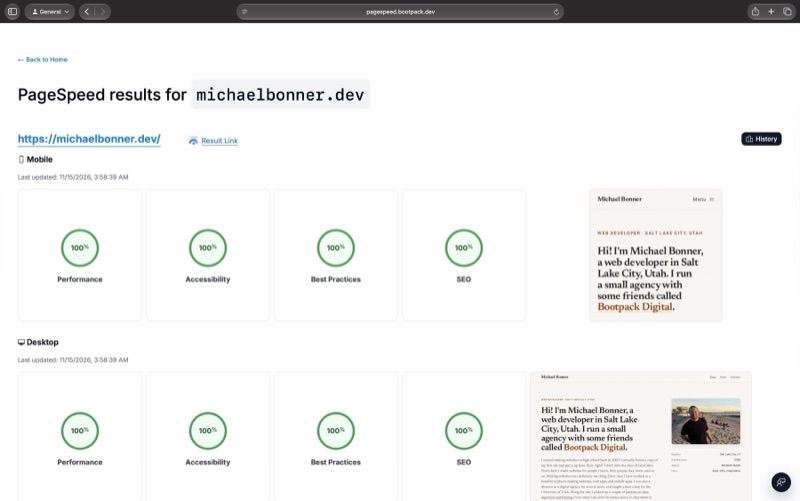 General
pagespeed.bootpack.dev
← Back to Home
PageSpeed results for michaelbonner.dev
https://michaelbonner.dev/
Result Link
History
Mobile
Last updated: 11/15/2026, 3:58:39 AM
100%
Performance
100%
Accessibility
100%
Best Practices
100%
SEO
Michael Bonner
Menu
WEB DEVELOPER · SALT LAKE CITY, UTAH
Hi! I'm Michael Bonner,
a web developer in Salt
Lake City, Utah. I run
a small agency with
some friends called
Bootpack Digital.
Desktop
Last updated: 11/15/2026, 3:58:39 AM
100%
Performance
100%
Accessibility
100%
Best Practices
100%
SEO
Michael Bonner
Hi! I'm Michael Bonner, a
web developer in Salt Lake
City, Utah. I run a small
agency with some friends
called Bootpack Digital.